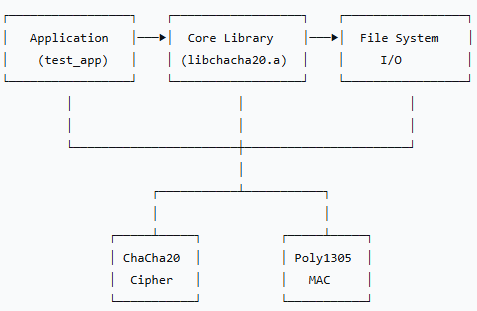 Application
(test_app)
Core Library
(libchacha20.a)
File System
I/O
ChaCha20
Cipher
Poly1305
MAC